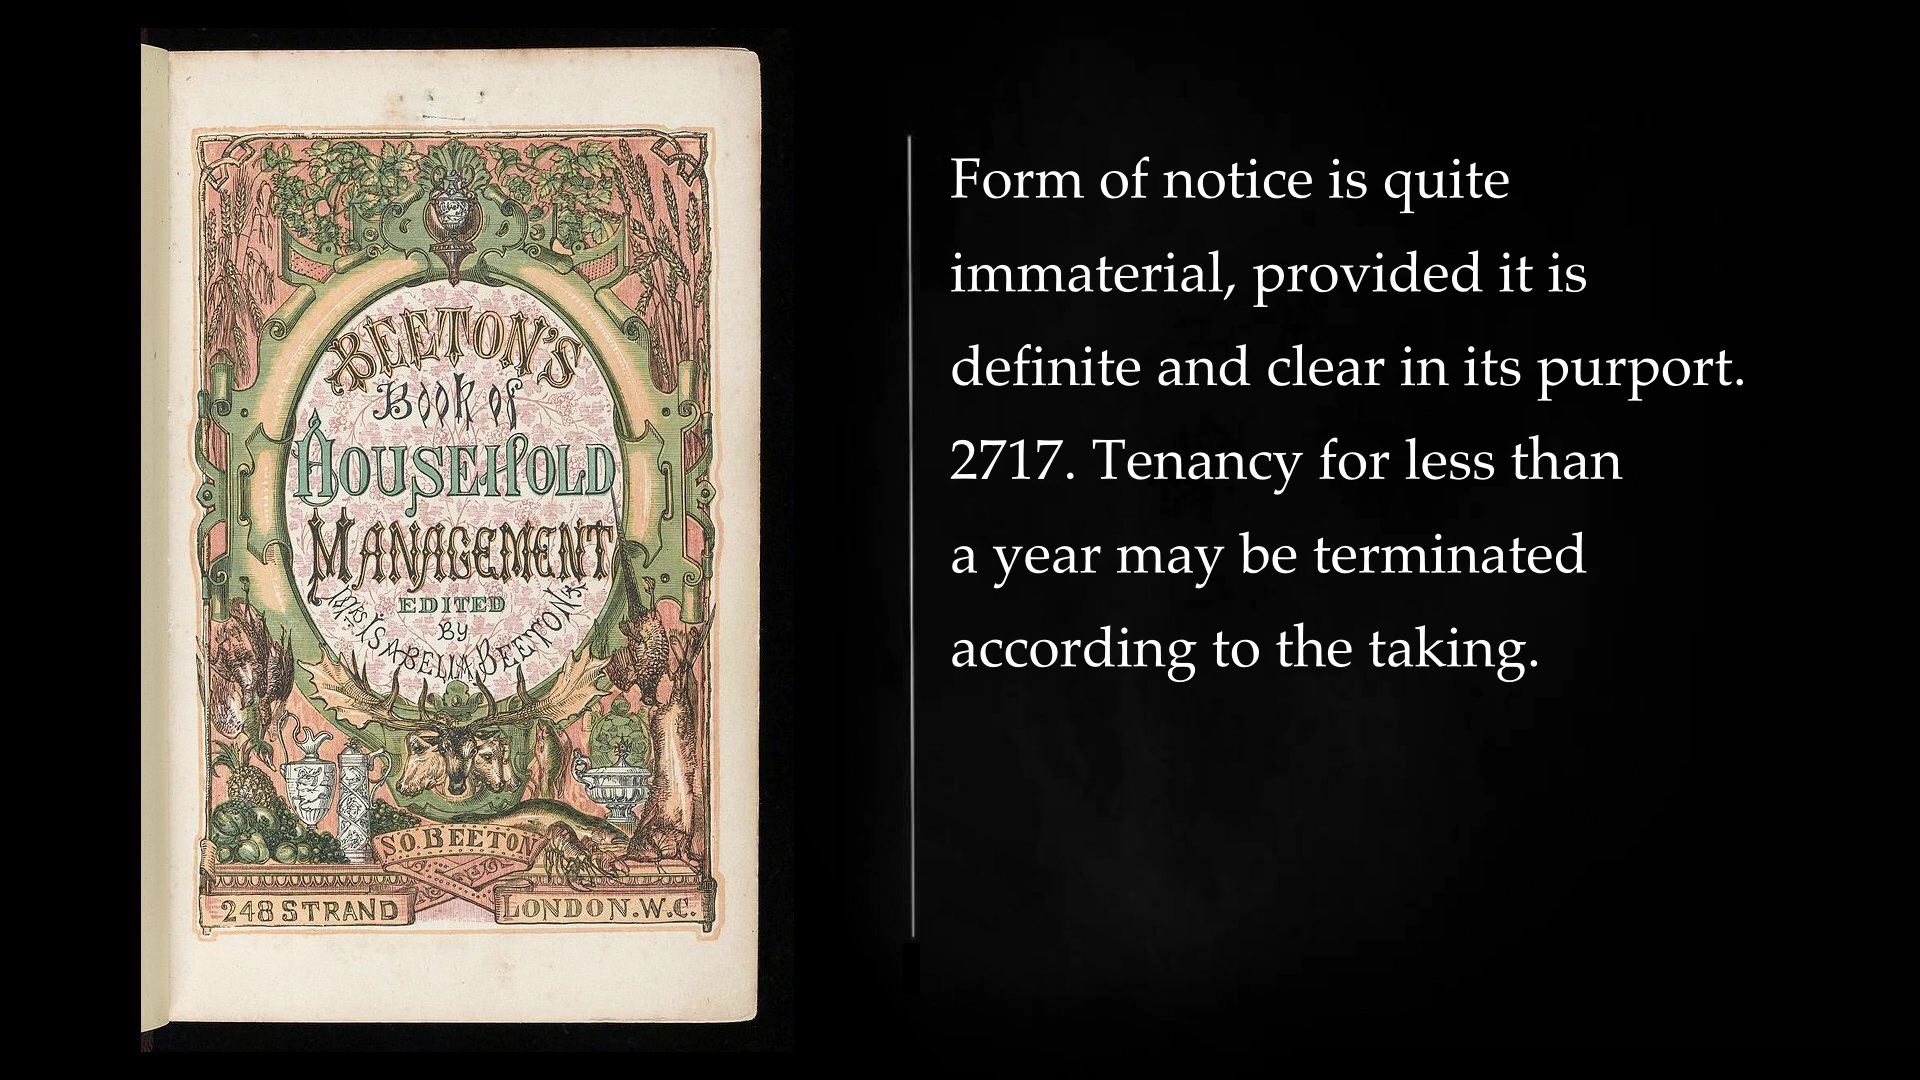 BEETON'S
Book of
HOUSEHOLD
MANAGEMENT
EDITED
BY
MRS ISABELLA BEETON
S.O. BEETON
248 STRAND
LONDON. W.C.
Form of notice is quite
immaterial, provided it is
definite and clear in its purport.
2717. Tenancy for less than
a year may be terminated
according to the taking.